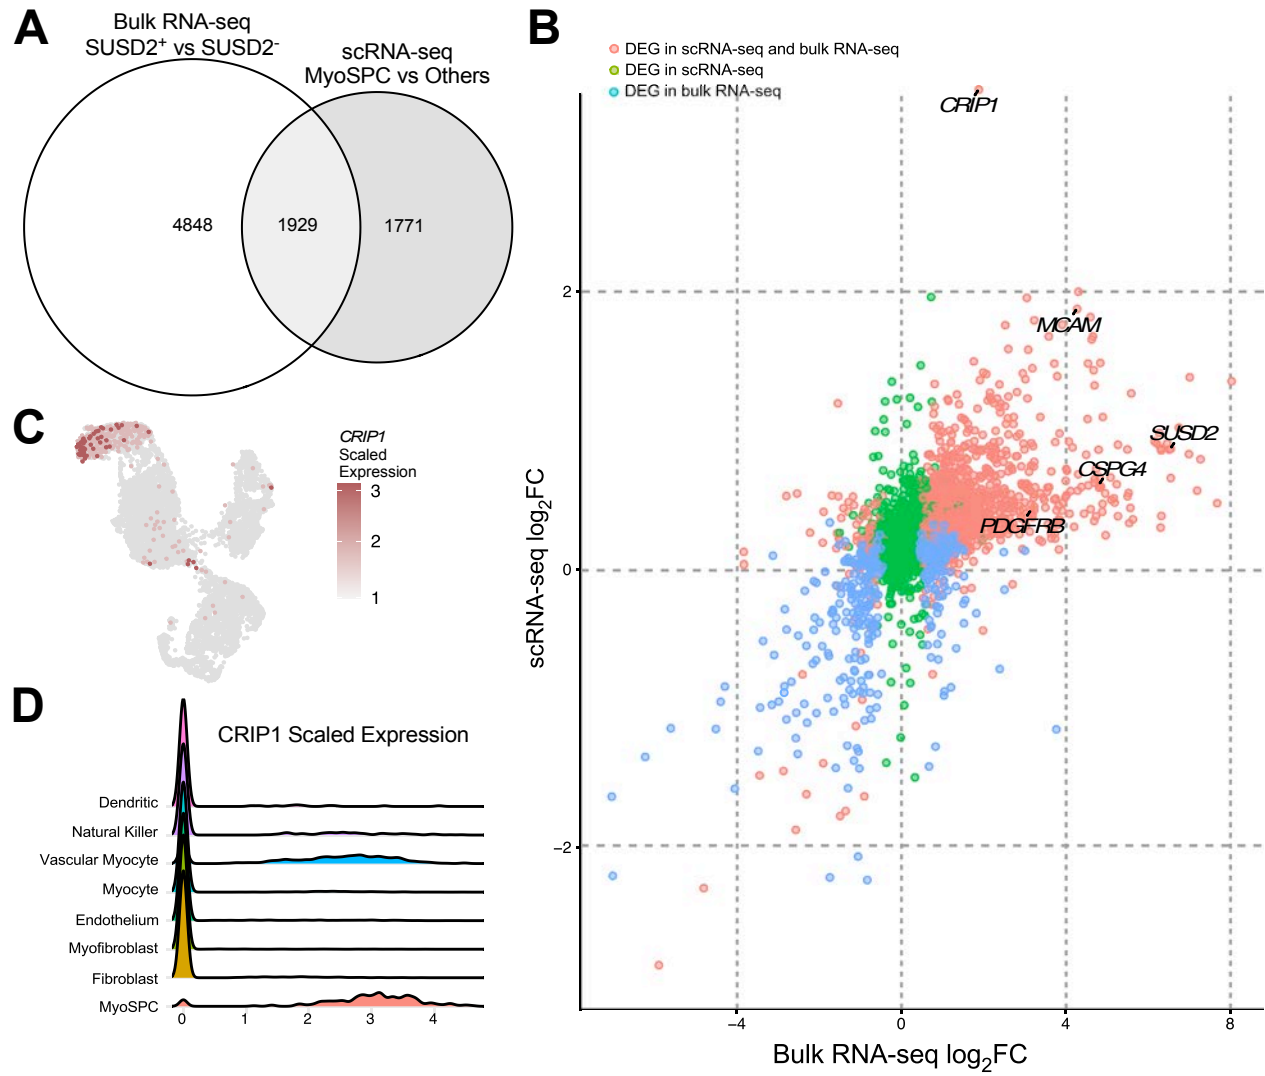 A
Bulk RNA-seq
SUSD2+ vs SUSD2-
scRNA-seq
MyoSPC vs Others
4848
1929
1771
B
DEG in scRNA-seq and bulk RNA-seq
DEG in scRNA-seq
DEG in bulk RNA-seq
CRIP1
MCAM
SUSD2
CSPG4
PDGFRB
2
0
−2
scRNA-seq log2FC
−4
0
4
8
Bulk RNA-seq log2FC
C
CRIP1
Scaled
Expression
3
2
1
D
CRIP1 Scaled Expression
Dendritic
Natural Killer
Vascular Myocyte
Myocyte
Endothelium
Myofibroblast
Fibroblast
MyoSPC
0
1
2
3
4